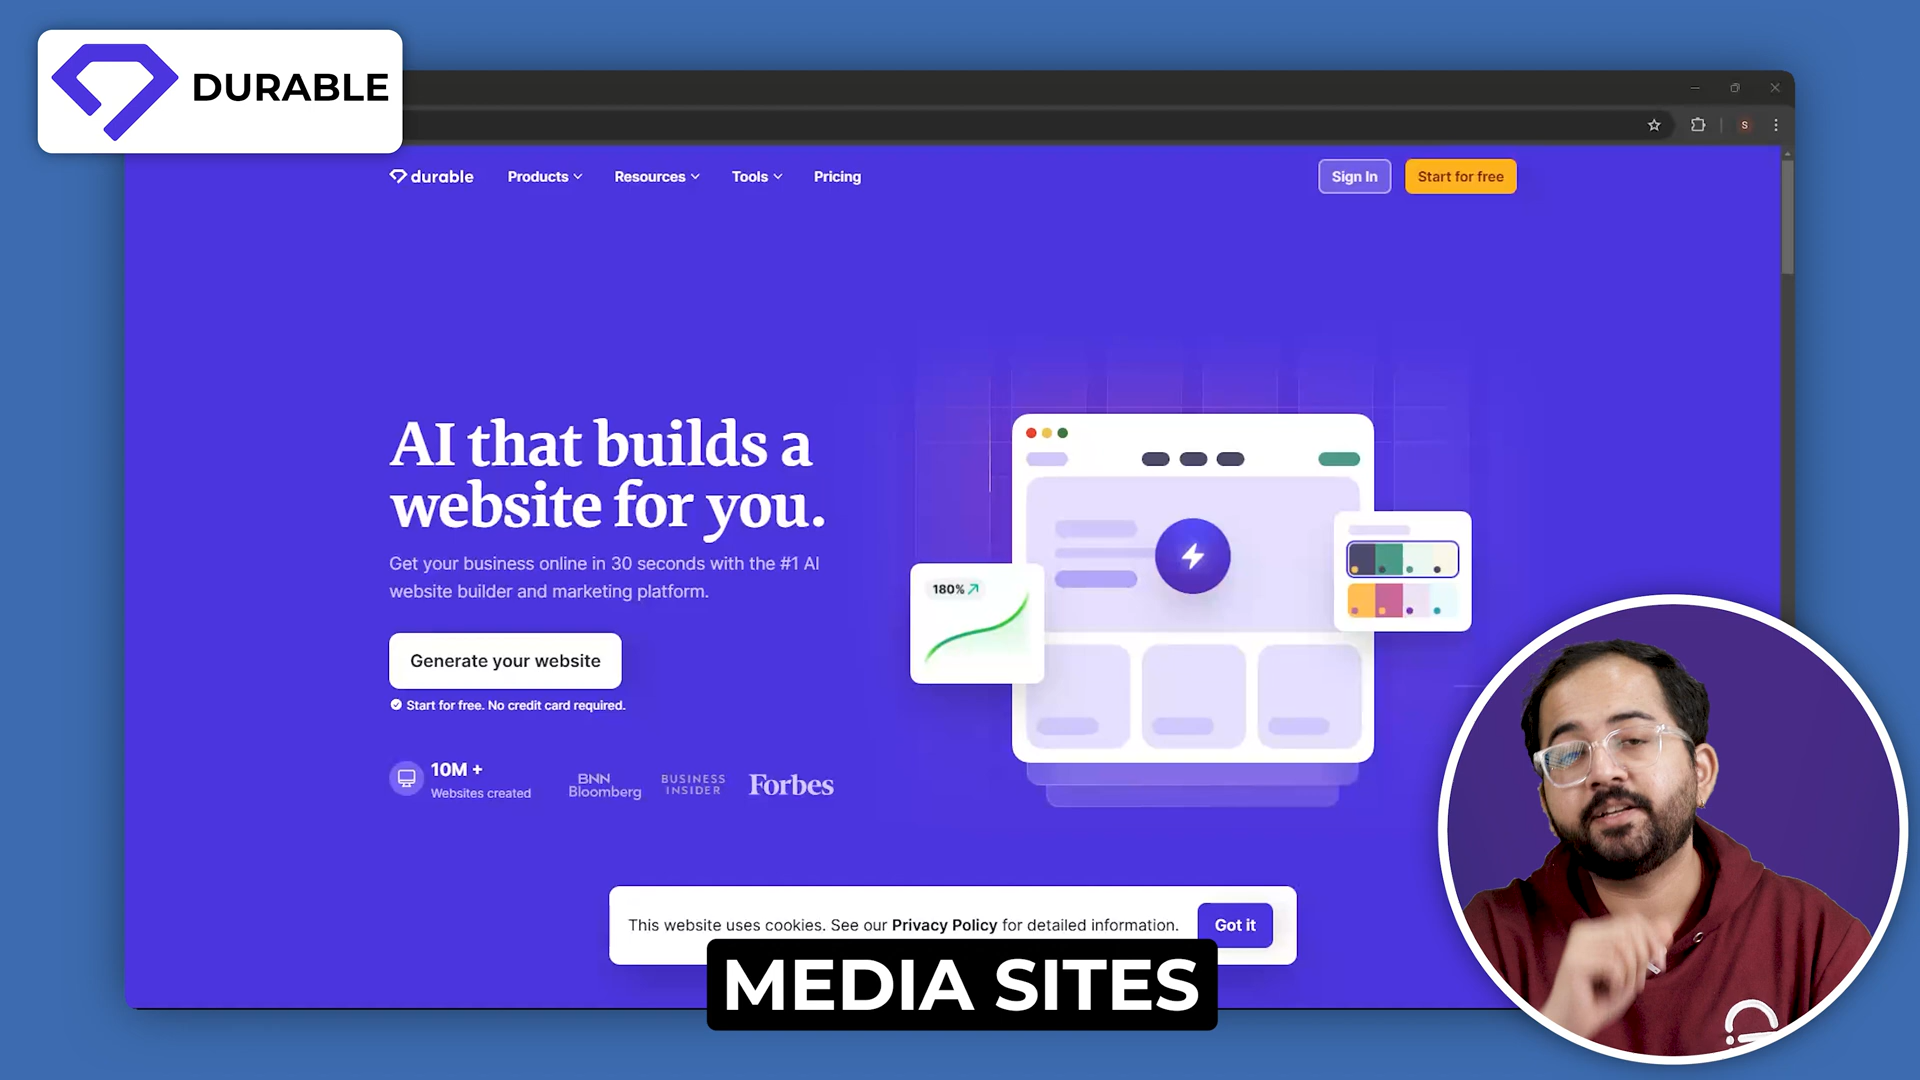 DURABLE
S
durable
Products
Resources
Tools
Pricing
Sign In
Start for free
AI that builds a
website for you.
Get your business online in 30 seconds with the #1 AI
website builder and marketing platform.
Generate your website
Start for free. No credit card required.
10M +
Websites created
BNN
Bloomberg
BUSINESS
INSIDER
Forbes
180%
This website uses cookies. See our Privacy Policy for detailed information.
Got it
MEDIA SITES